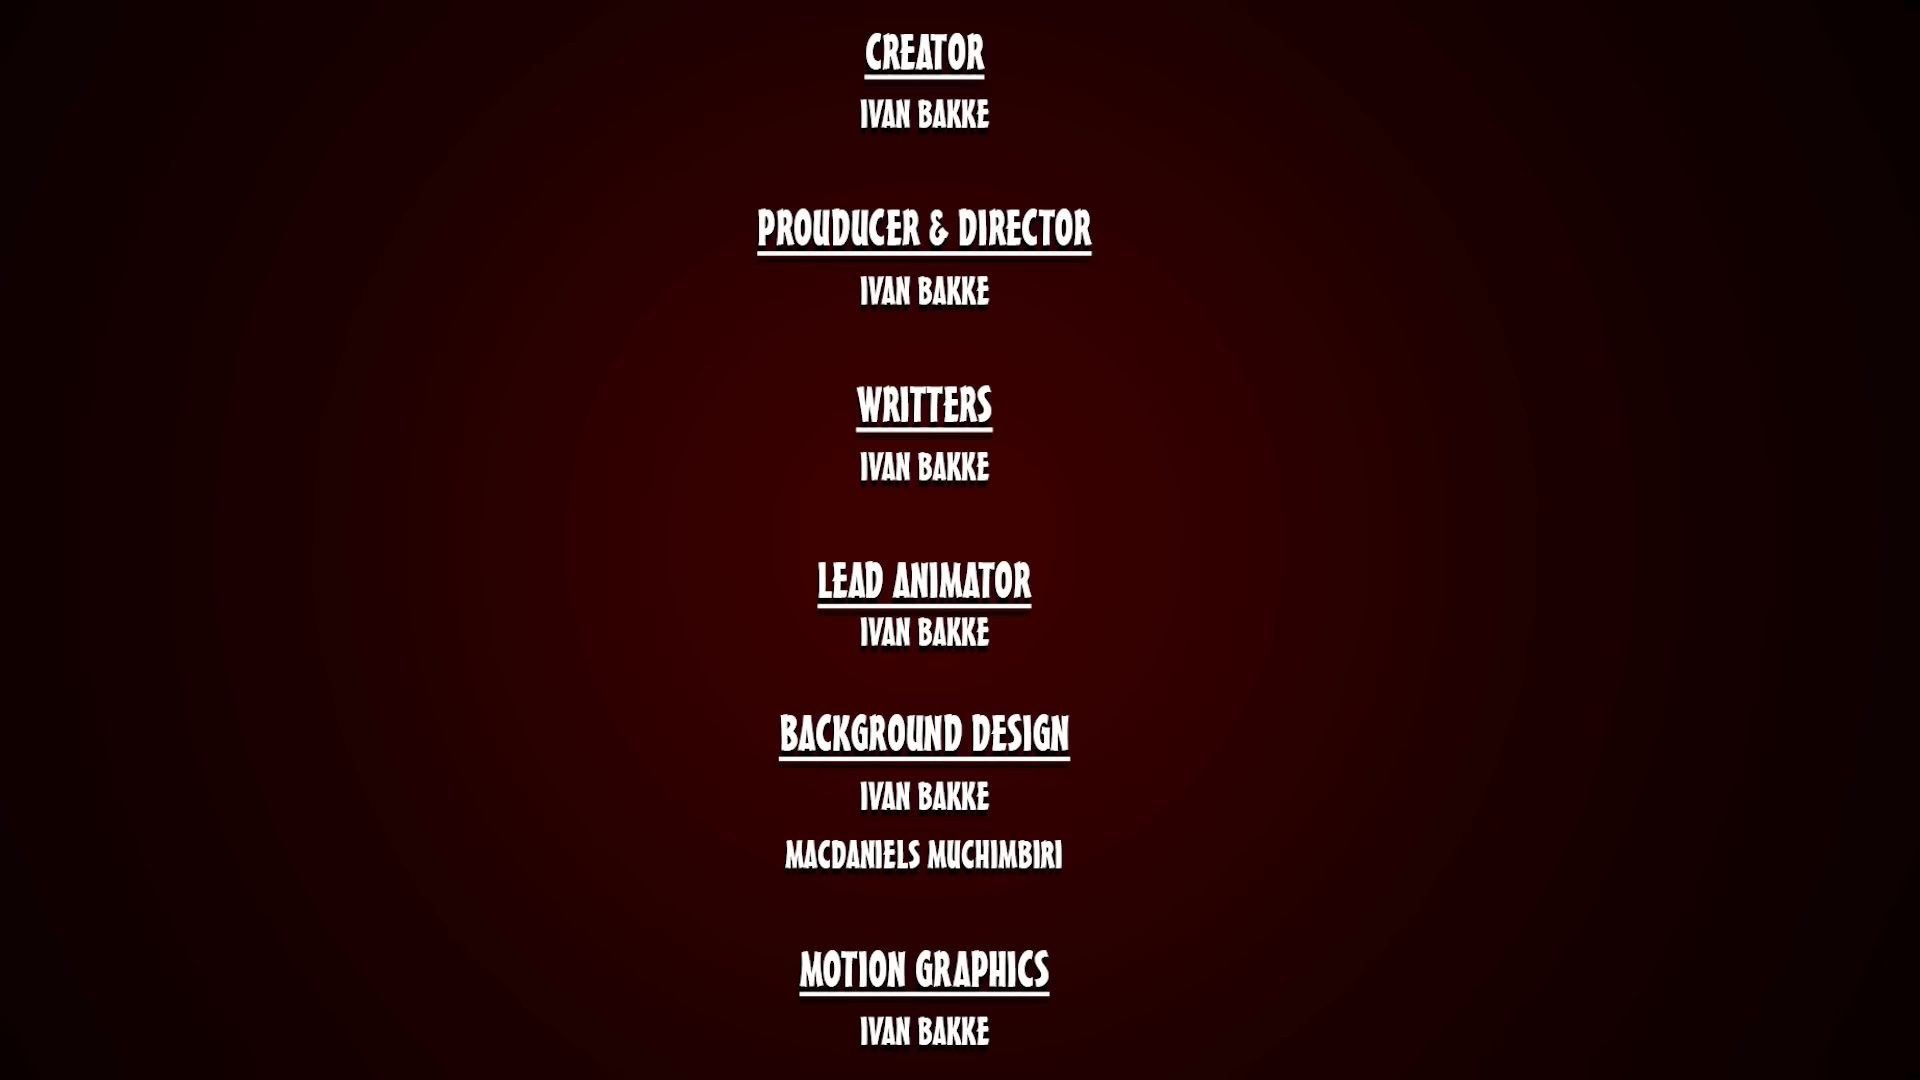 CREATOR
IVAN BAKKE
PROUDUCER & DIRECTOR
IVAN BAKKE
WRITTERS
IVAN BAKKE
LEAD ANIMATOR
IVAN BAKKE
BACKGROUND DESIGN
IVAN BAKKE
MACDANIELS MUCHIMBIRI
MOTION GRAPHICS
IVAN BAKKE